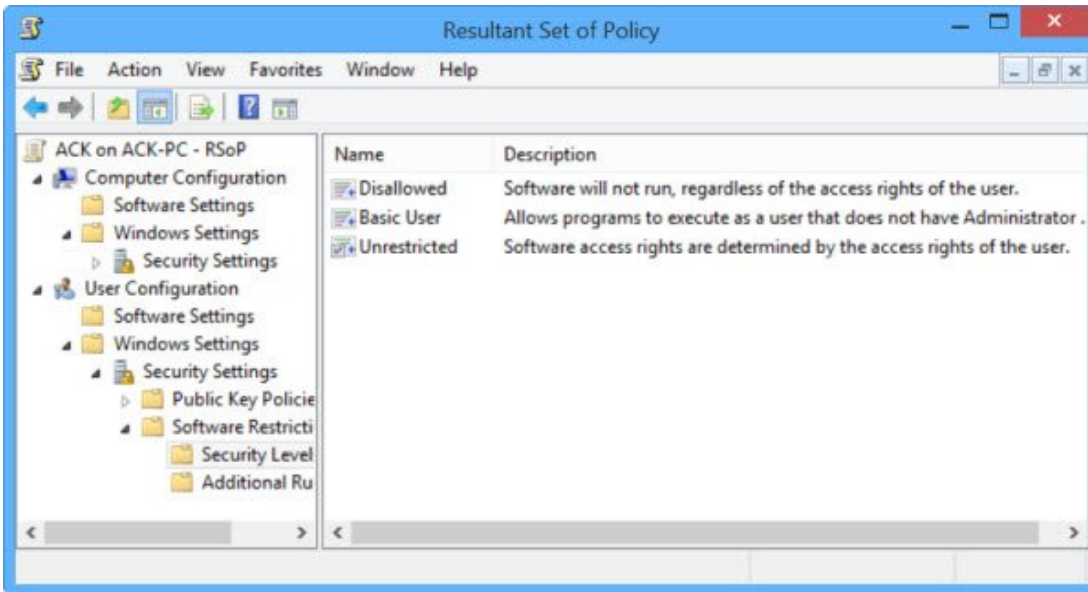 Resultant Set of Policy
File Action View Favorites Window Help
ACK on ACK-PC - RSoP
Computer Configuration
Software Settings
Windows Settings
Security Settings
User Configuration
Software Settings
Windows Settings
Security Settings
Public Key Policie
Software Restricti
Security Level
Additional Ru
Name Description
Disallowed Software will not run, regardless of the access rights of the user.
Basic User Allows programs to execute as a user that does not have Administrator .
Unrestricted Software access rights are determined by the access rights of the user.